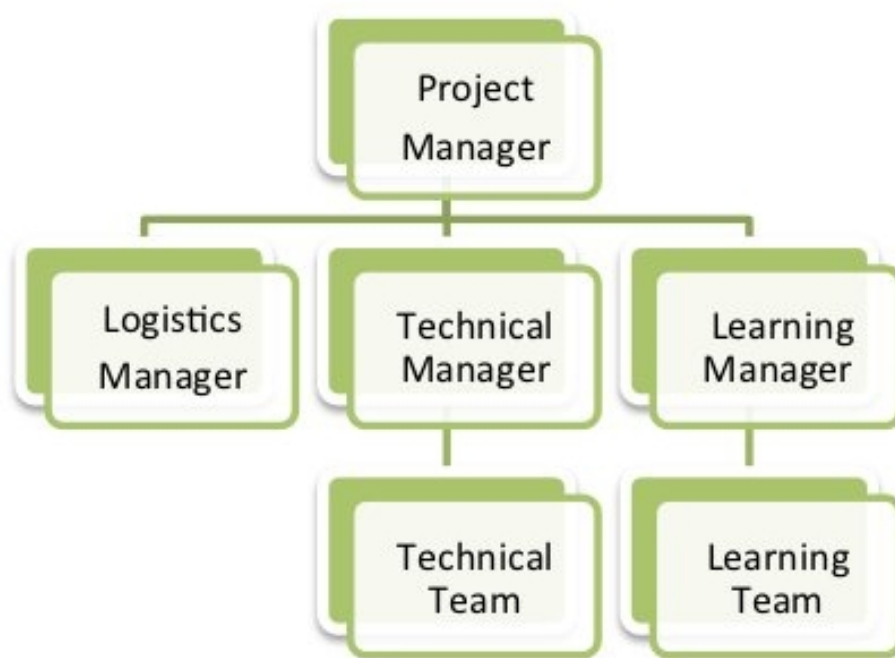 Project
Manager
Logistics
Manager
Technical
Manager
Learning
Manager
Technical
Team
Learning
Team